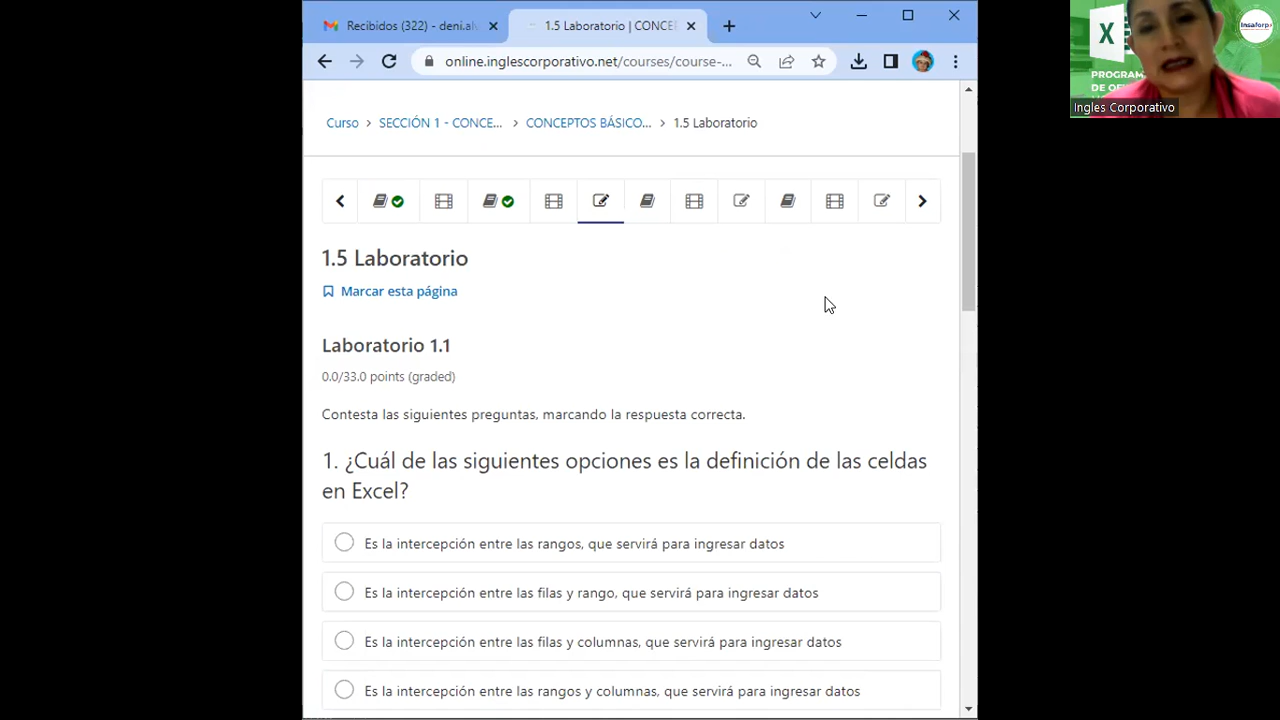 Recibidos (322) - deni.al
1.5 Laboratorio | CONCE
online.inglescorporativo.net/courses/course-...
Curso > SECCIÓN 1 - CONCE... > CONCEPTOS BÁSICO... > 1.5 Laboratorio
1.5 Laboratorio
Marcar esta página
Laboratorio 1.1
0.0/33.0 points (graded)
Contesta las siguientes preguntas, marcando la respuesta correcta.
1. ¿Cuál de las siguientes opciones es la definición de las celdas
en Excel?
Es la intercepción entre las rangos, que servirá para ingresar datos
Es la intercepción entre las filas y rango, que servirá para ingresar datos
Es la intercepción entre las filas y columnas, que servirá para ingresar datos
Es la intercepción entre las rangos y columnas, que servirá para ingresar datos
X
Insaforp
PROGRAM
DE OF
Ingles Corporativo